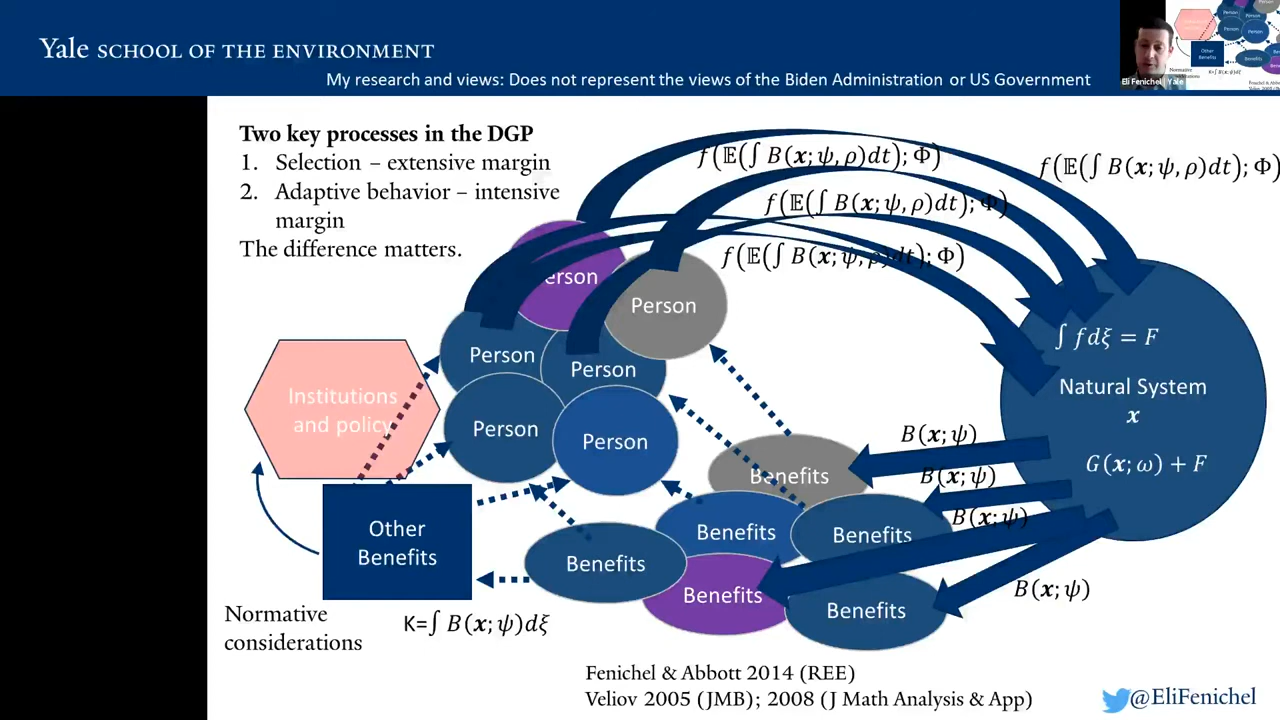 Yale SCHOOL OF THE ENVIRONMENT
My research and views: Does not represent the views of the Biden Administration or US Government
Eli Fenichel | Yale
Two key processes in the DGP
1. Selection – extensive margin
2. Adaptive behavior – intensive
margin
The difference matters.
f(𝔼(∫ B(x; ψ, ρ)dt); Φ)
f(𝔼(∫ B(x; ψ, ρ)dt); Φ)
f(𝔼(∫ B(x; ψ, ρ)dt); Φ)
f(𝔼(∫ B(x; ψ, ρ)dt); Φ)
Person
Person
Person
Person
Person
Person
Institutions
and policy
∫ fdξ = F
Natural System
x
G(x; ω) + F
B(x; ψ)
B(x; ψ)
B(x; ψ)
B(x; ψ)
Benefits
Benefits
Benefits
Benefits
Benefits
Benefits
Other
Benefits
Normative
considerations
K=∫ B(x; ψ)dξ
Fenichel & Abbott 2014 (REE)
Veliov 2005 (JMB); 2008 (J Math Analysis & App)
@EliFenichel